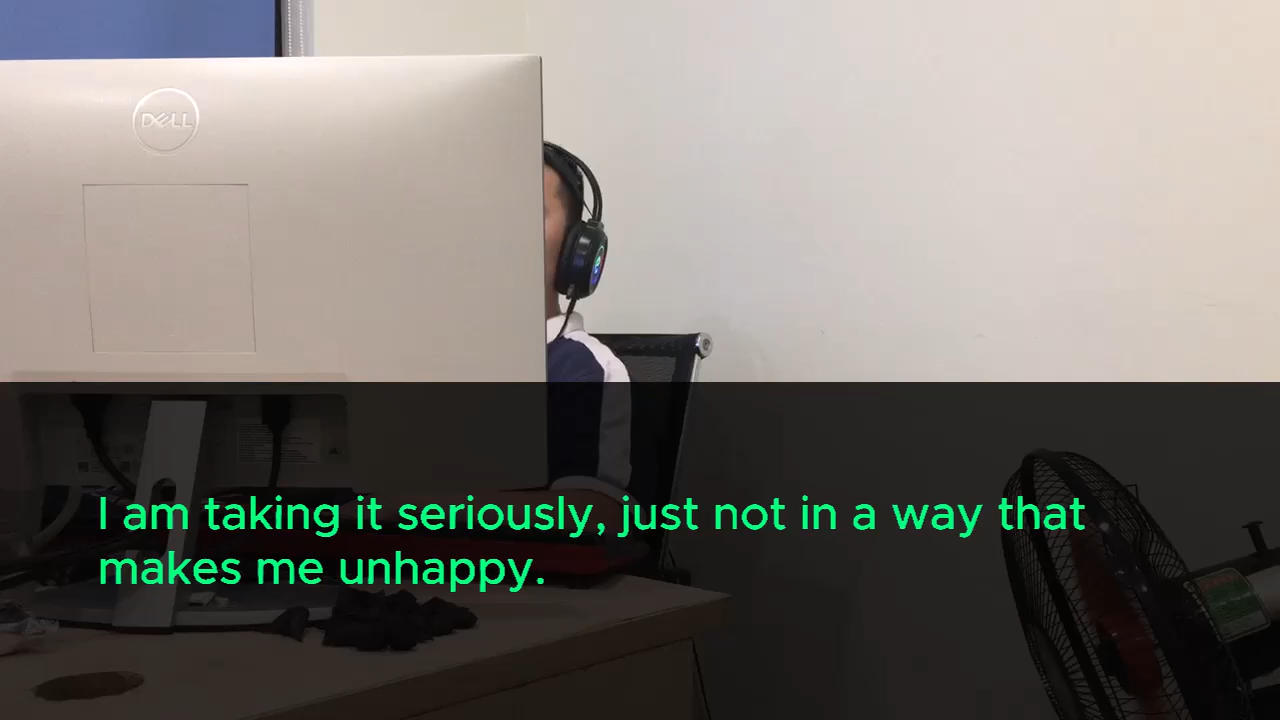 DELL
I am taking it seriously, just not in a way that
makes me unhappy.